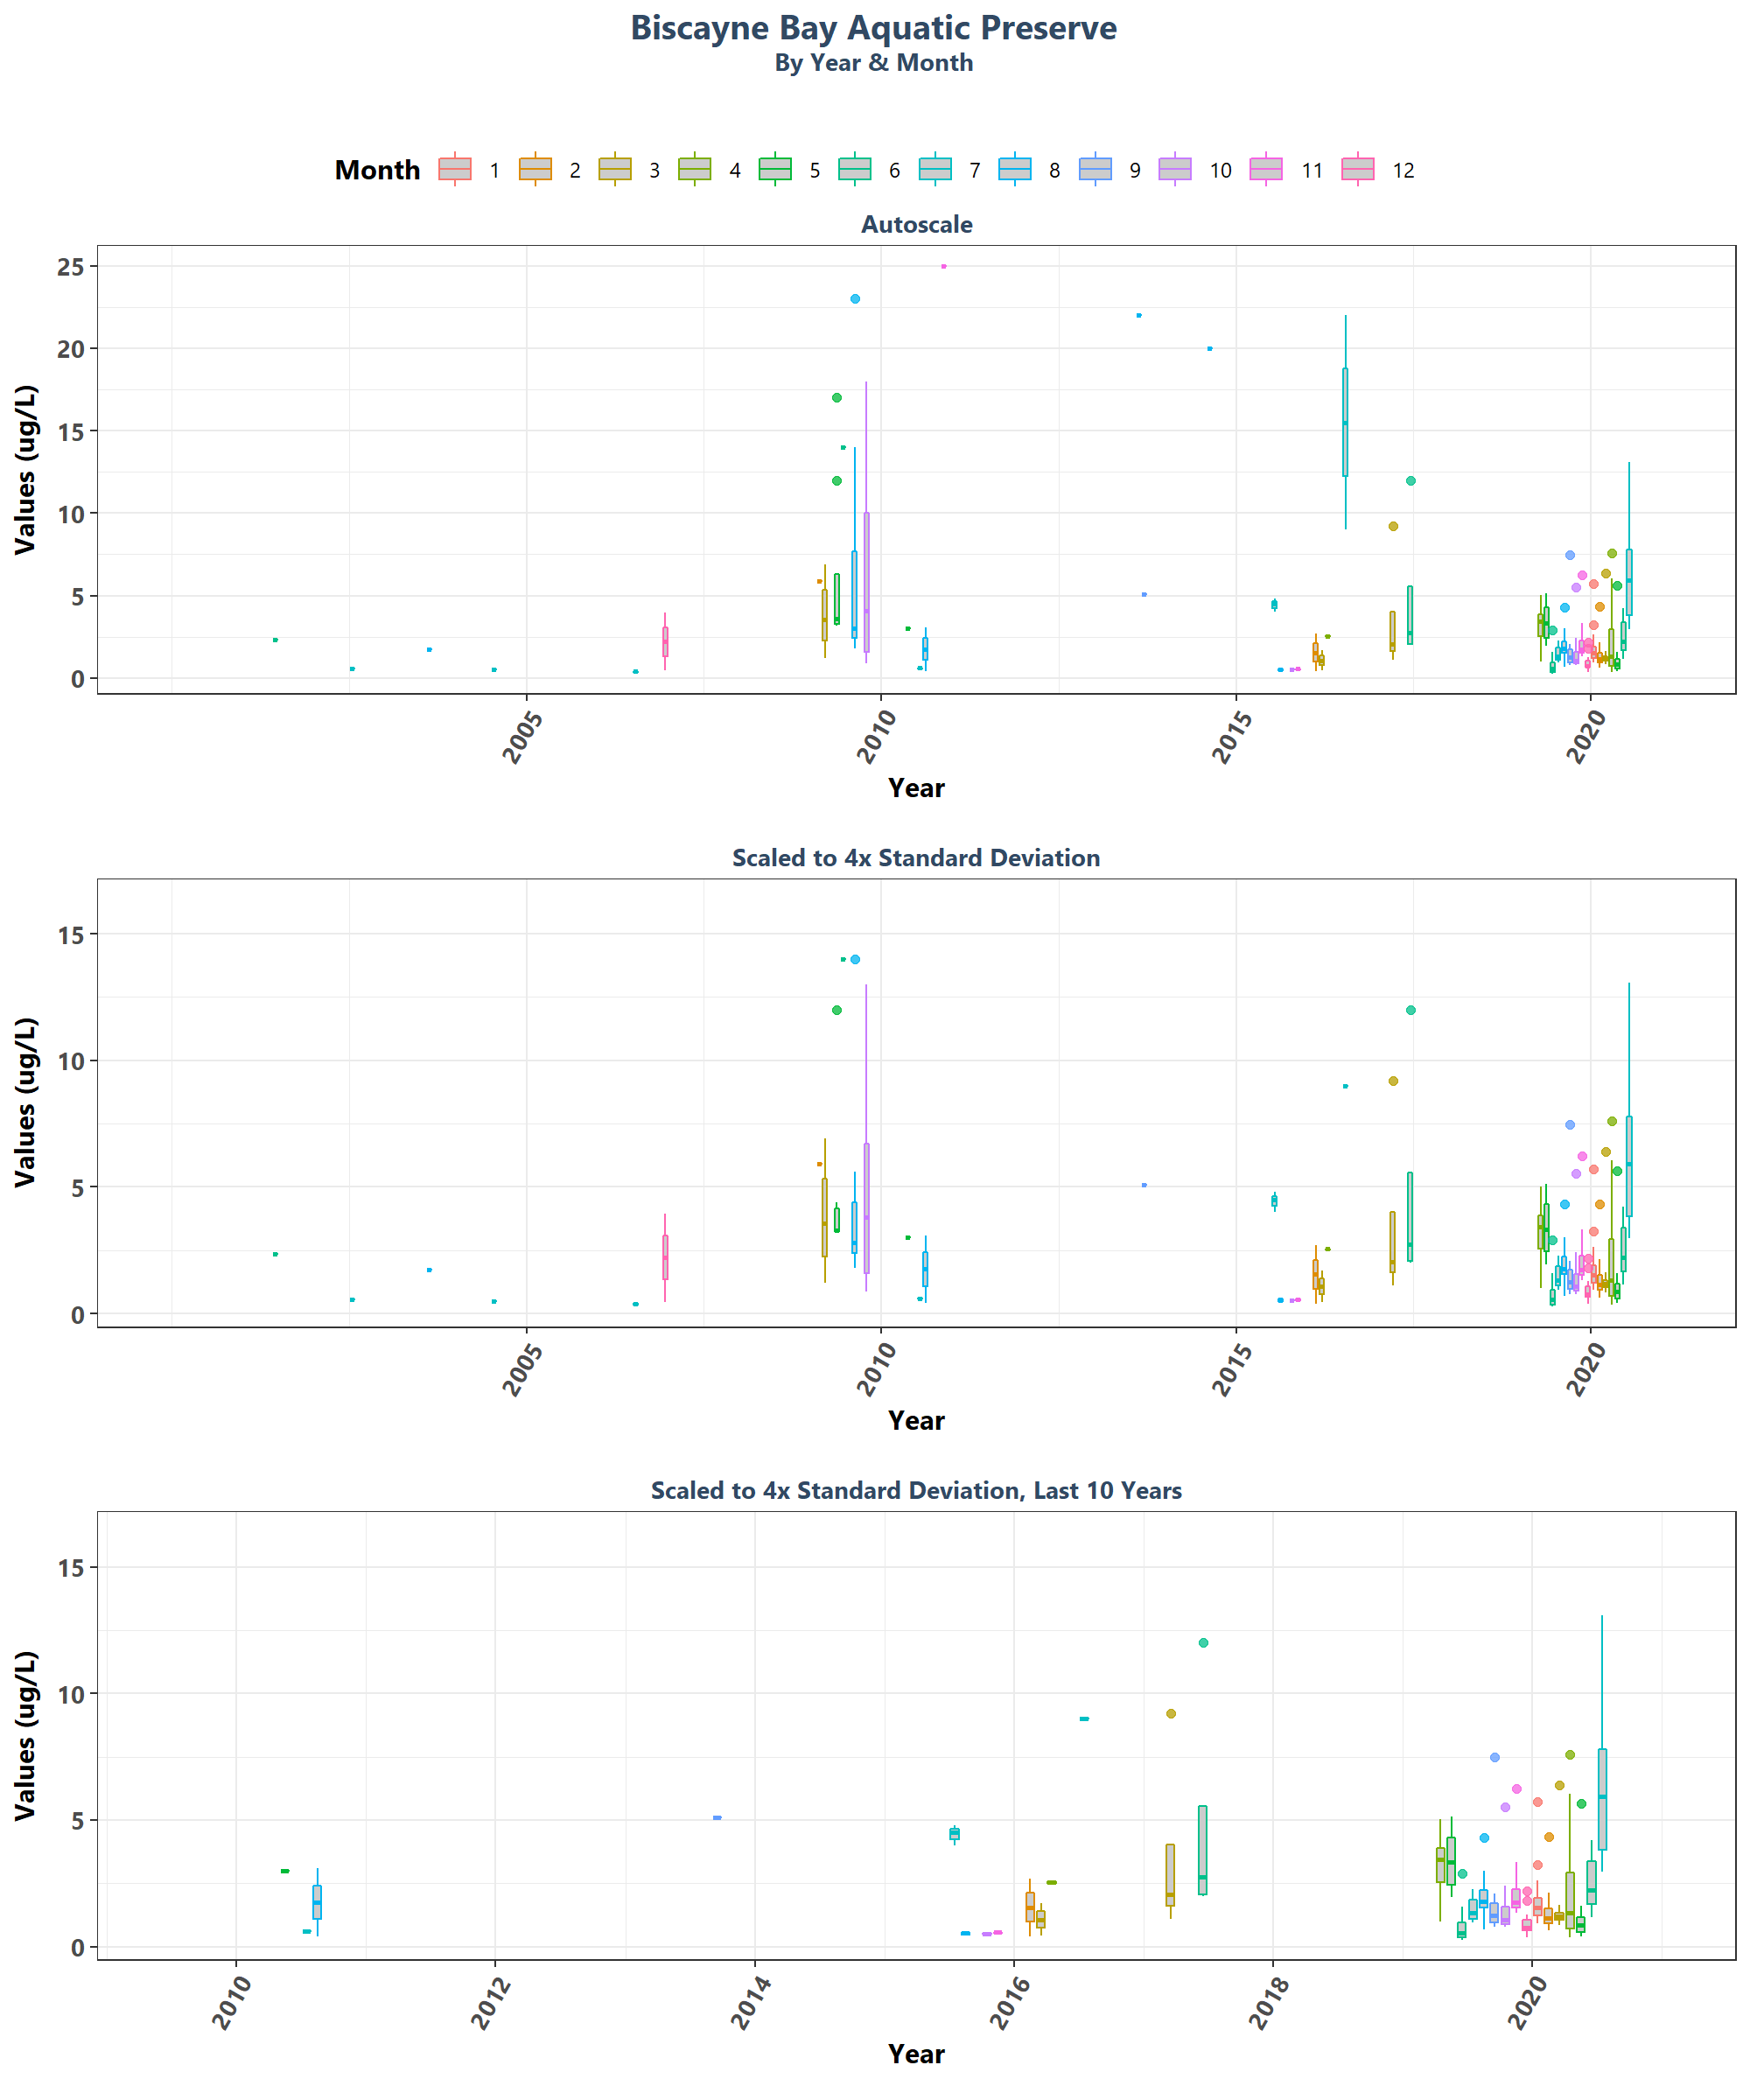 Biscayne Bay Aquatic Preserve
By Year & Month
Month 1 2 3 4 5 6 7 8 9 10 11 12
Autoscale
Values (ug/L)
25
20
15
10
5
0
2005 2010 2015 2020
Year
Scaled to 4x Standard Deviation
Values (ug/L)
15
10
5
0
2005 2010 2015 2020
Year
Scaled to 4x Standard Deviation, Last 10 Years
Values (ug/L)
15
10
5
0
2010 2012 2014 2016 2018 2020
Year